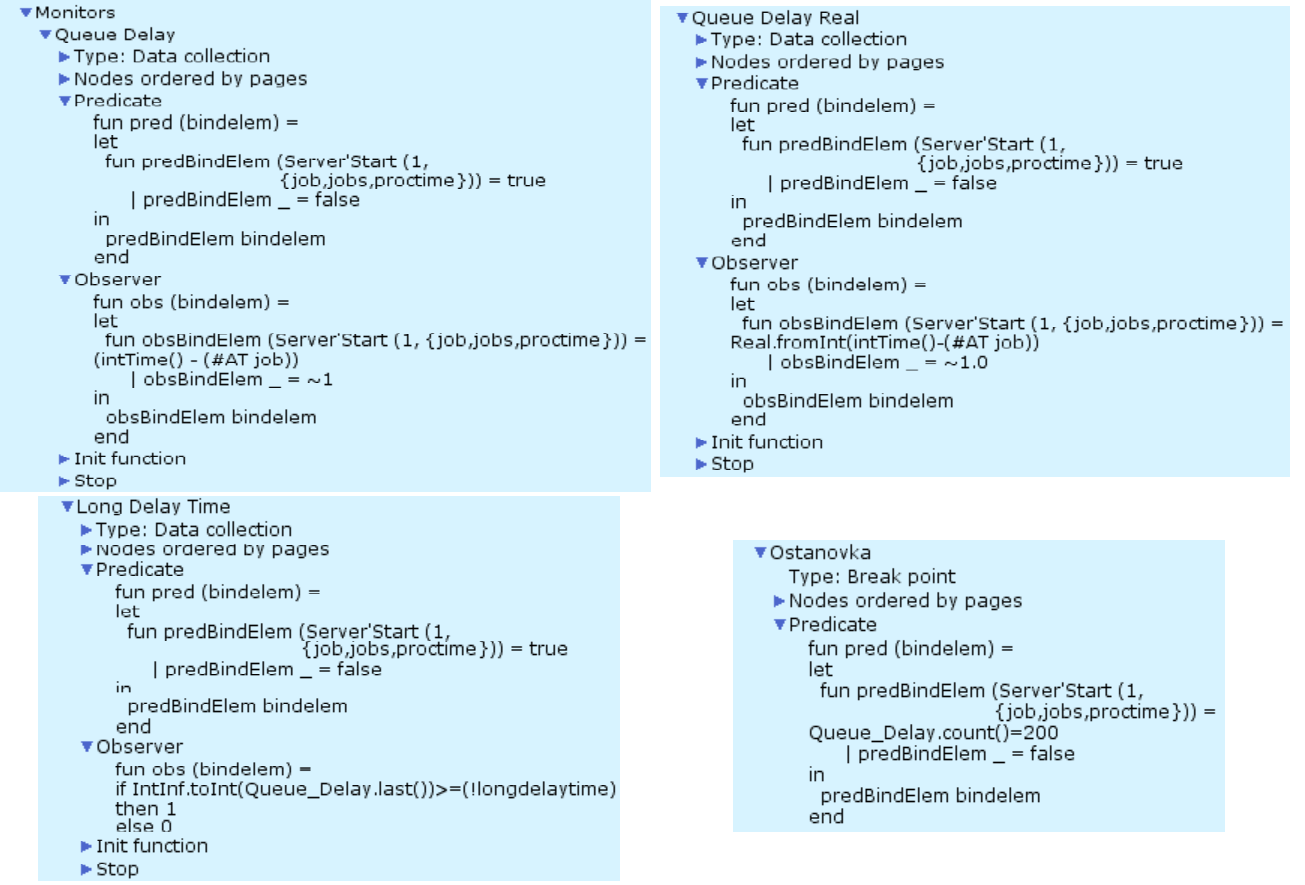 Monitors
Queue Delay
Type: Data collection
Nodes ordered by pages
Predicate
fun pred (bindelem) =
let
fun predBindElem (Server'Start (1,
{job,jobs,proctime})) = true
| predBindElem _ = false
in
predBindElem bindelem
end
Observer
fun obs (bindelem) =
let
fun obsBindElem (Server'Start (1, {job,jobs,proctime})) =
(intTime() - (#AT job))
| obsBindElem _ = ~1
in
obsBindElem bindelem
end
Init function
Stop
Queue Delay Real
Type: Data collection
Nodes ordered by pages
Predicate
fun pred (bindelem) =
let
fun predBindElem (Server'Start (1,
{job,jobs,proctime})) = true
| predBindElem _ = false
in
predBindElem bindelem
end
Observer
fun obs (bindelem) =
let
fun obsBindElem (Server'Start (1, {job,jobs,proctime})) =
Real.fromInt(intTime()-(#AT job))
| obsBindElem _ = ~1.0
in
obsBindElem bindelem
end
Init function
Stop
Long Delay Time
Type: Data collection
Nodes ordered by pages
Predicate
fun pred (bindelem) =
let
fun predBindElem (Server'Start (1,
{job,jobs,proctime})) = true
| predBindElem _ = false
in
predBindElem bindelem
end
Observer
fun obs (bindelem) =
if IntInf.toInt(Queue_Delay.last())>=(!longdelaytime)
then 1
else 0
Init function
Stop
Ostanovka
Type: Break point
Nodes ordered by pages
Predicate
fun pred (bindelem) =
let
fun predBindElem (Server'Start (1,
{job,jobs,proctime})) =
Queue_Delay.count()=200
| predBindElem _ = false
in
predBindElem bindelem
end